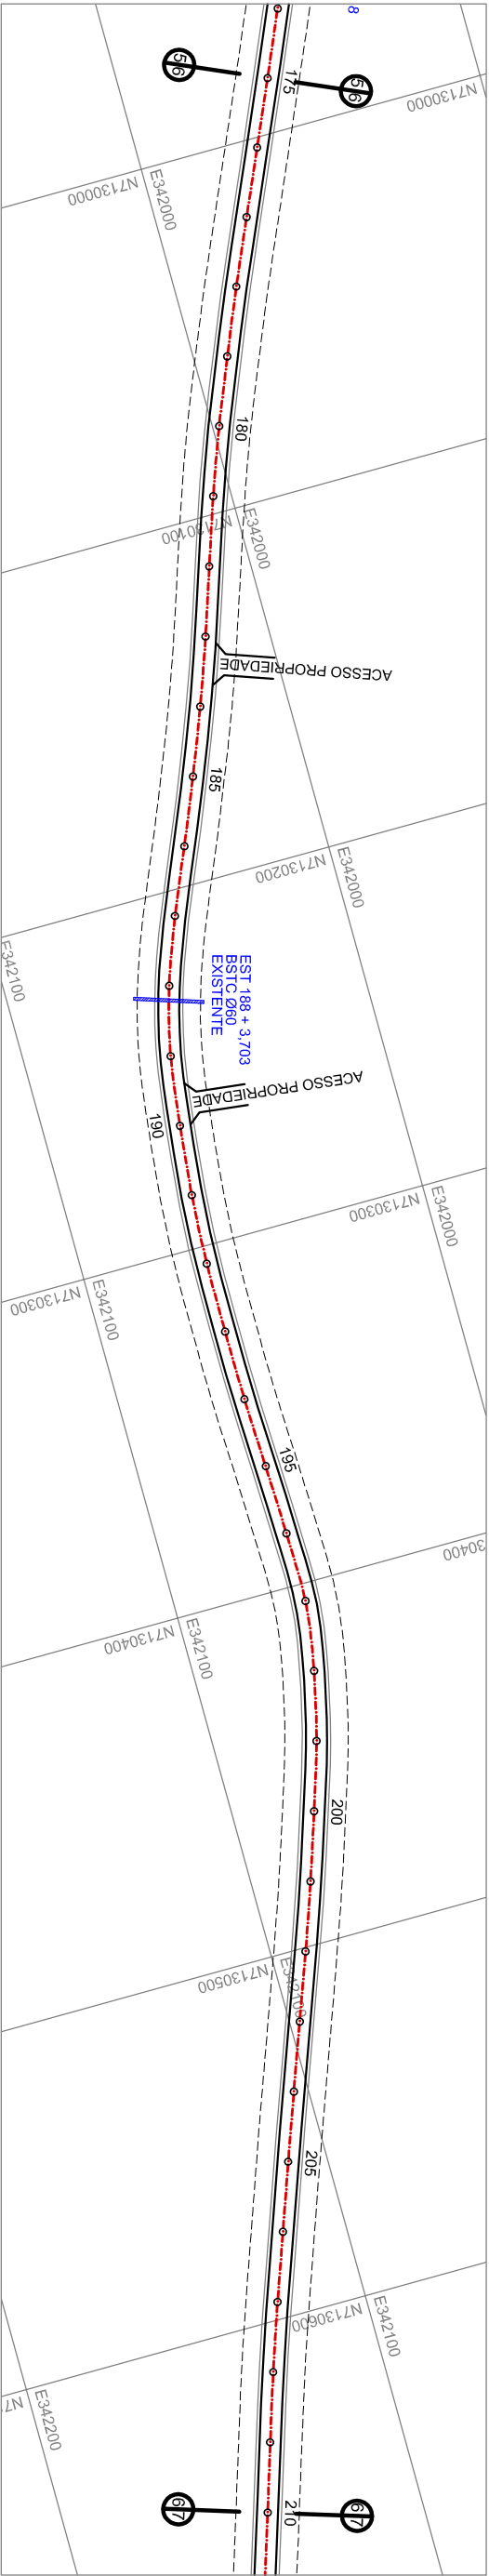 8
5
6
5
6
175
N7130000
N7130000
E342000
180
N7130100
E342000
ACESSO PROPRIEDADE
185
N7130200
E342000
E342100
EST 188 + 3,703
BSTC Ø60
EXISTENTE
ACESSO PROPRIEDADE
190
N7130300
E342000
N7130300
E342100
195
30400
N7130400
E342100
200
N7130500
E342100
205
N7130600
E342100
N7
E342200
6
7
6
7
210